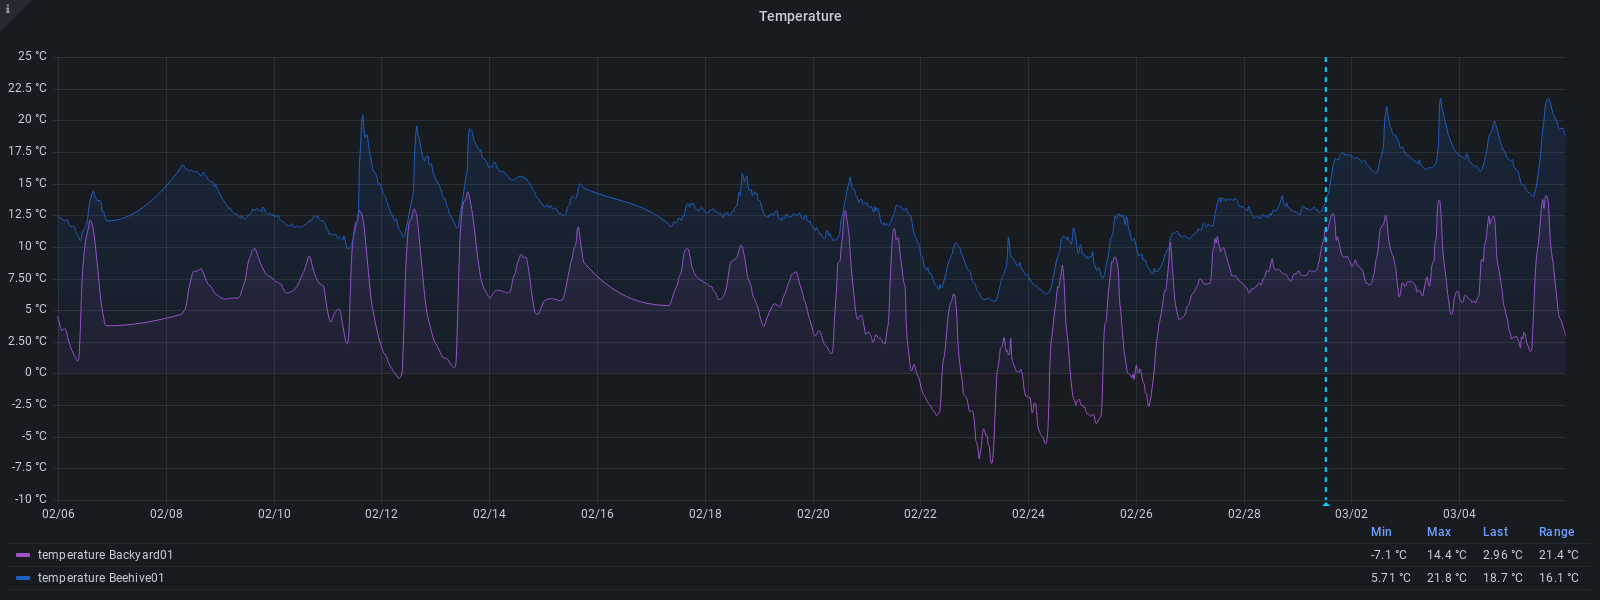 i
Temperature
25 °C
22.5 °C
20 °C
17.5 °C
15 °C
12.5 °C
10 °C
7.50 °C
5 °C
2.50 °C
0 °C
-2.5 °C
-5 °C
-7.5 °C
-10 °C
02/06 02/08 02/10 02/12 02/14 02/16 02/18 02/20 02/22 02/24 02/26 02/28 03/02 03/04
Min Max Last Range
temperature Backyard01 -7.1 °C 14.4 °C 2.96 °C 21.4 °C
temperature Beehive01 5.71 °C 21.8 °C 18.7 °C 16.1 °C